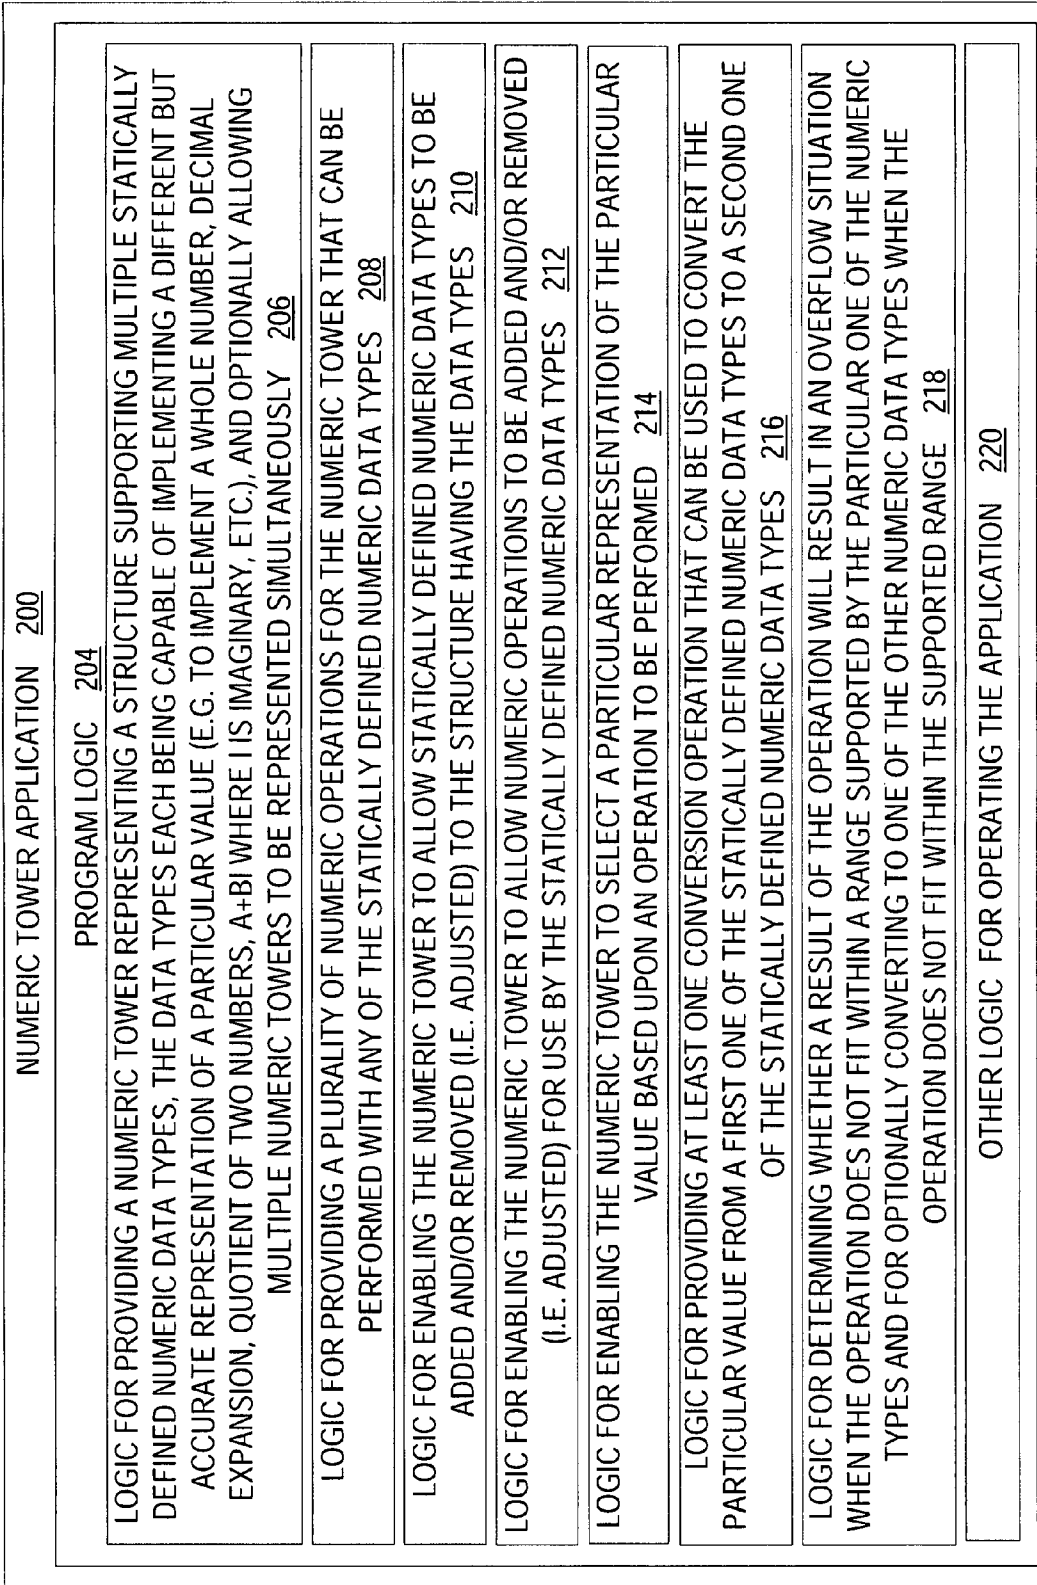 NUMERIC TOWER APPLICATION 200
PROGRAM LOGIC 204
LOGIC FOR PROVIDING A NUMERIC TOWER REPRESENTING A STRUCTURE SUPPORTING MULTIPLE STATICALLY
DEFINED NUMERIC DATA TYPES, THE DATA TYPES EACH BEING CAPABLE OF IMPLEMENTING A DIFFERENT BUT
ACCURATE REPRESENTATION OF A PARTICULAR VALUE (E.G. TO IMPLEMENT A WHOLE NUMBER, DECIMAL
EXPANSION, QUOTIENT OF TWO NUMBERS, A+BI WHERE I IS IMAGINARY, ETC.), AND OPTIONALLY ALLOWING
MULTIPLE NUMERIC TOWERS TO BE REPRESENTED SIMULTANEOUSLY 206
LOGIC FOR PROVIDING A PLURALITY OF NUMERIC OPERATIONS FOR THE NUMERIC TOWER THAT CAN BE
PERFORMED WITH ANY OF THE STATICALLY DEFINED NUMERIC DATA TYPES 208
LOGIC FOR ENABLING THE NUMERIC TOWER TO ALLOW STATICALLY DEFINED NUMERIC DATA TYPES TO BE
ADDED AND/OR REMOVED (I.E. ADJUSTED) TO THE STRUCTURE HAVING THE DATA TYPES 210
LOGIC FOR ENABLING THE NUMERIC TOWER TO ALLOW NUMERIC OPERATIONS TO BE ADDED AND/OR REMOVED
(I.E. ADJUSTED) FOR USE BY THE STATICALLY DEFINED NUMERIC DATA TYPES 212
LOGIC FOR ENABLING THE NUMERIC TOWER TO SELECT A PARTICULAR REPRESENTATION OF THE PARTICULAR
VALUE BASED UPON AN OPERATION TO BE PERFORMED 214
LOGIC FOR PROVIDING AT LEAST ONE CONVERSION OPERATION THAT CAN BE USED TO CONVERT THE
PARTICULAR VALUE FROM A FIRST ONE OF THE STATICALLY DEFINED NUMERIC DATA TYPES TO A SECOND ONE
OF THE STATICALLY DEFINED NUMERIC DATA TYPES 216
LOGIC FOR DETERMINING WHETHER A RESULT OF THE OPERATION WILL RESULT IN AN OVERFLOW SITUATION
WHEN THE OPERATION DOES NOT FIT WITHIN A RANGE SUPPORTED BY THE PARTICULAR ONE OF THE NUMERIC
TYPES AND FOR OPTIONALLY CONVERTING TO ONE OF THE OTHER NUMERIC DATA TYPES WHEN THE
OPERATION DOES NOT FIT WITHIN THE SUPPORTED RANGE 218
OTHER LOGIC FOR OPERATING THE APPLICATION 220